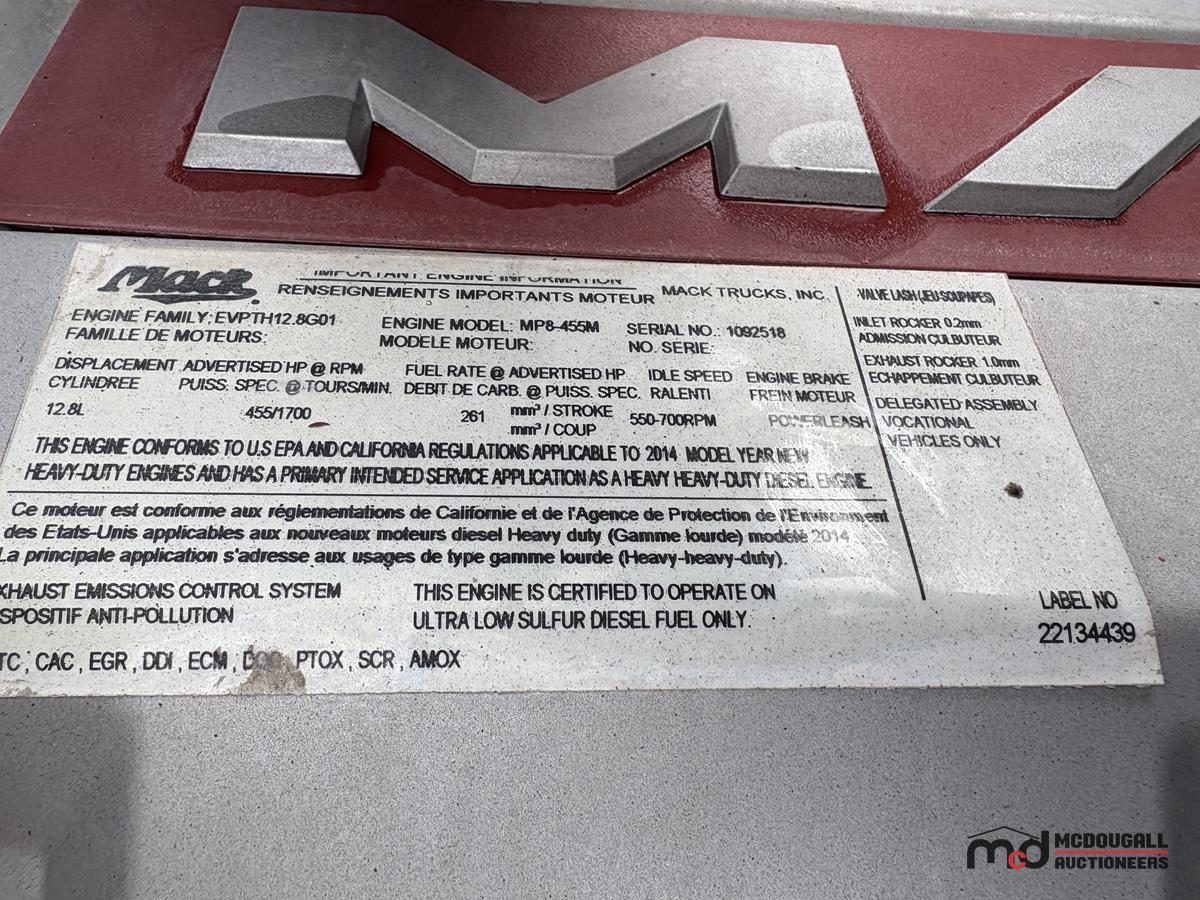 MA
Mack
IMPORTANT ENGINE INFORMATION
RENSEIGNEMENTS IMPORTANTS MOTEUR
MACK TRUCKS, INC.
ENGINE FAMILY: EVPTH12.8G01
FAMILLE DE MOTEURS:
ENGINE MODEL: MP8-455M
MODÈLE MOTEUR:
SERIAL NO.: 1092518
NO. SERIE:
DISPLACEMENT
CYLINDREE
12.8L
ADVERTISED HP @ RPM
PUISS. SPEC. @ TOURS/MIN.
455/1700
FUEL RATE @ ADVERTISED HP
DEBIT DE CARB. @ PUISS. SPEC.
261
mm³ / STROKE
mm³ / COUP
IDLE SPEED
RALENTI
550-700RPM
ENGINE BRAKE
FREIN MOTEUR
POWERLEASH
THIS ENGINE CONFORMS TO U.S EPA AND CALIFORNIA REGULATIONS APPLICABLE TO 2014 MODEL YEAR NEW
HEAVY-DUTY ENGINES AND HAS A PRIMARY INTENDED SERVICE APPLICATION AS A HEAVY HEAVY-DUTY DIESEL ENGINE.
Ce moteur est conforme aux réglementations de Californie et de l'Agence de Protection de l'Environment
des Etats-Unis applicables aux nouveaux moteurs diesel Heavy duty (Gamme lourde) modéle 2014
La principale application s'adresse aux usages de type gamme lourde (Heavy-heavy-duty).
XHAUST EMISSIONS CONTROL SYSTEM
ISPOSITIF ANTI-POLLUTION
TC , CAC , EGR , DDI , ECM , PTOX , SCR , AMOX
THIS ENGINE IS CERTIFIED TO OPERATE ON
ULTRA LOW SULFUR DIESEL FUEL ONLY.
VALVE LASH (JEU SOUPAPES)
INLET ROCKER 0.2mm
ADMISSION CULBUTEUR
EXHAUST ROCKER 1.0mm
ECHAPPEMENT CULBUTEUR
DELEGATED ASSEMBLY
VOCATIONAL
VEHICLES ONLY
LABEL NO
22134439
mcd MCDOUGALL
AUCTIONEERS